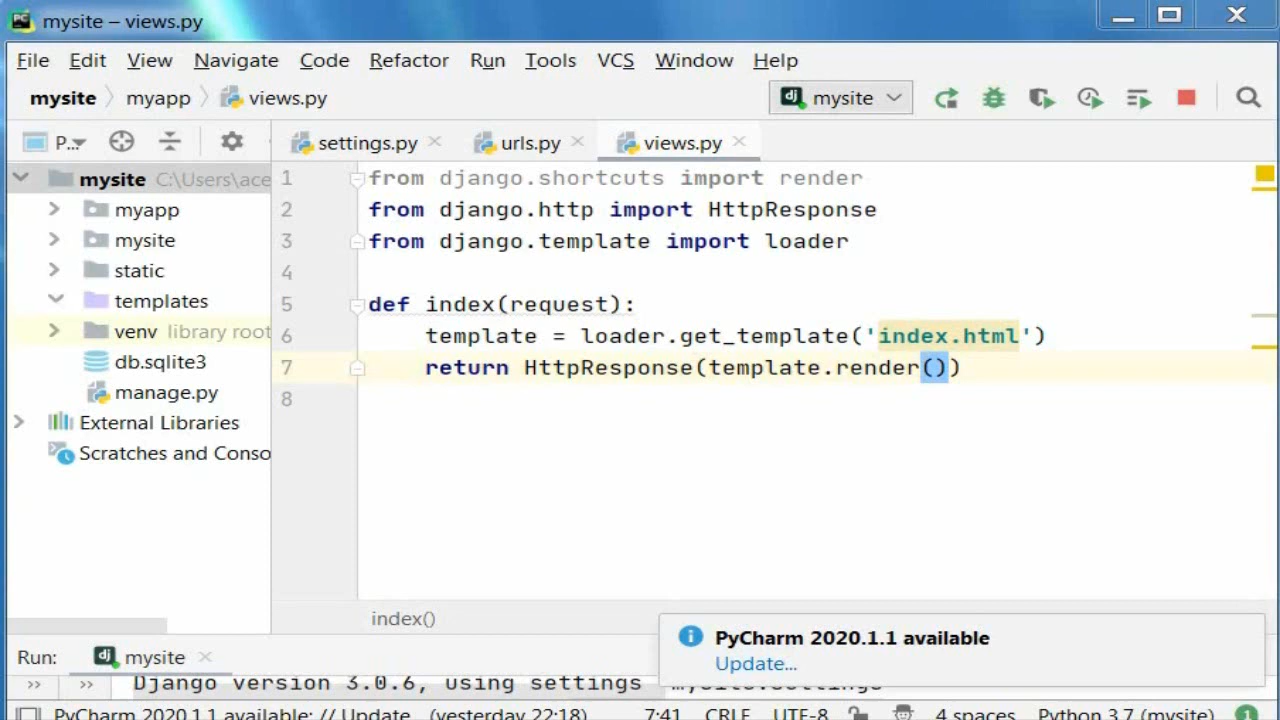 mysite – views.py
File Edit View Navigate Code Refactor Run Tools VCS Window Help
mysite myapp views.py mysite
P... settings.py urls.py views.py
mysite C:\Users\ace
myapp
mysite
static
templates
venv library root
db.sqlite3
manage.py
External Libraries
Scratches and Conso
1 from django.shortcuts import render
2 from django.http import HttpResponse
3 from django.template import loader
4
5 def index(request):
6 template = loader.get_template('index.html')
7 return HttpResponse(template.render())
8
index()
PyCharm 2020.1.1 available
Update...
Run: mysite
Django version 3.0.6, using settings 'mysite.settings'
PyCharm 2020.1.1 available: // Update... (yesterday 22:18) 7:41 CRLF UTF-8 4 spaces Python 3.7 (mysite) 1